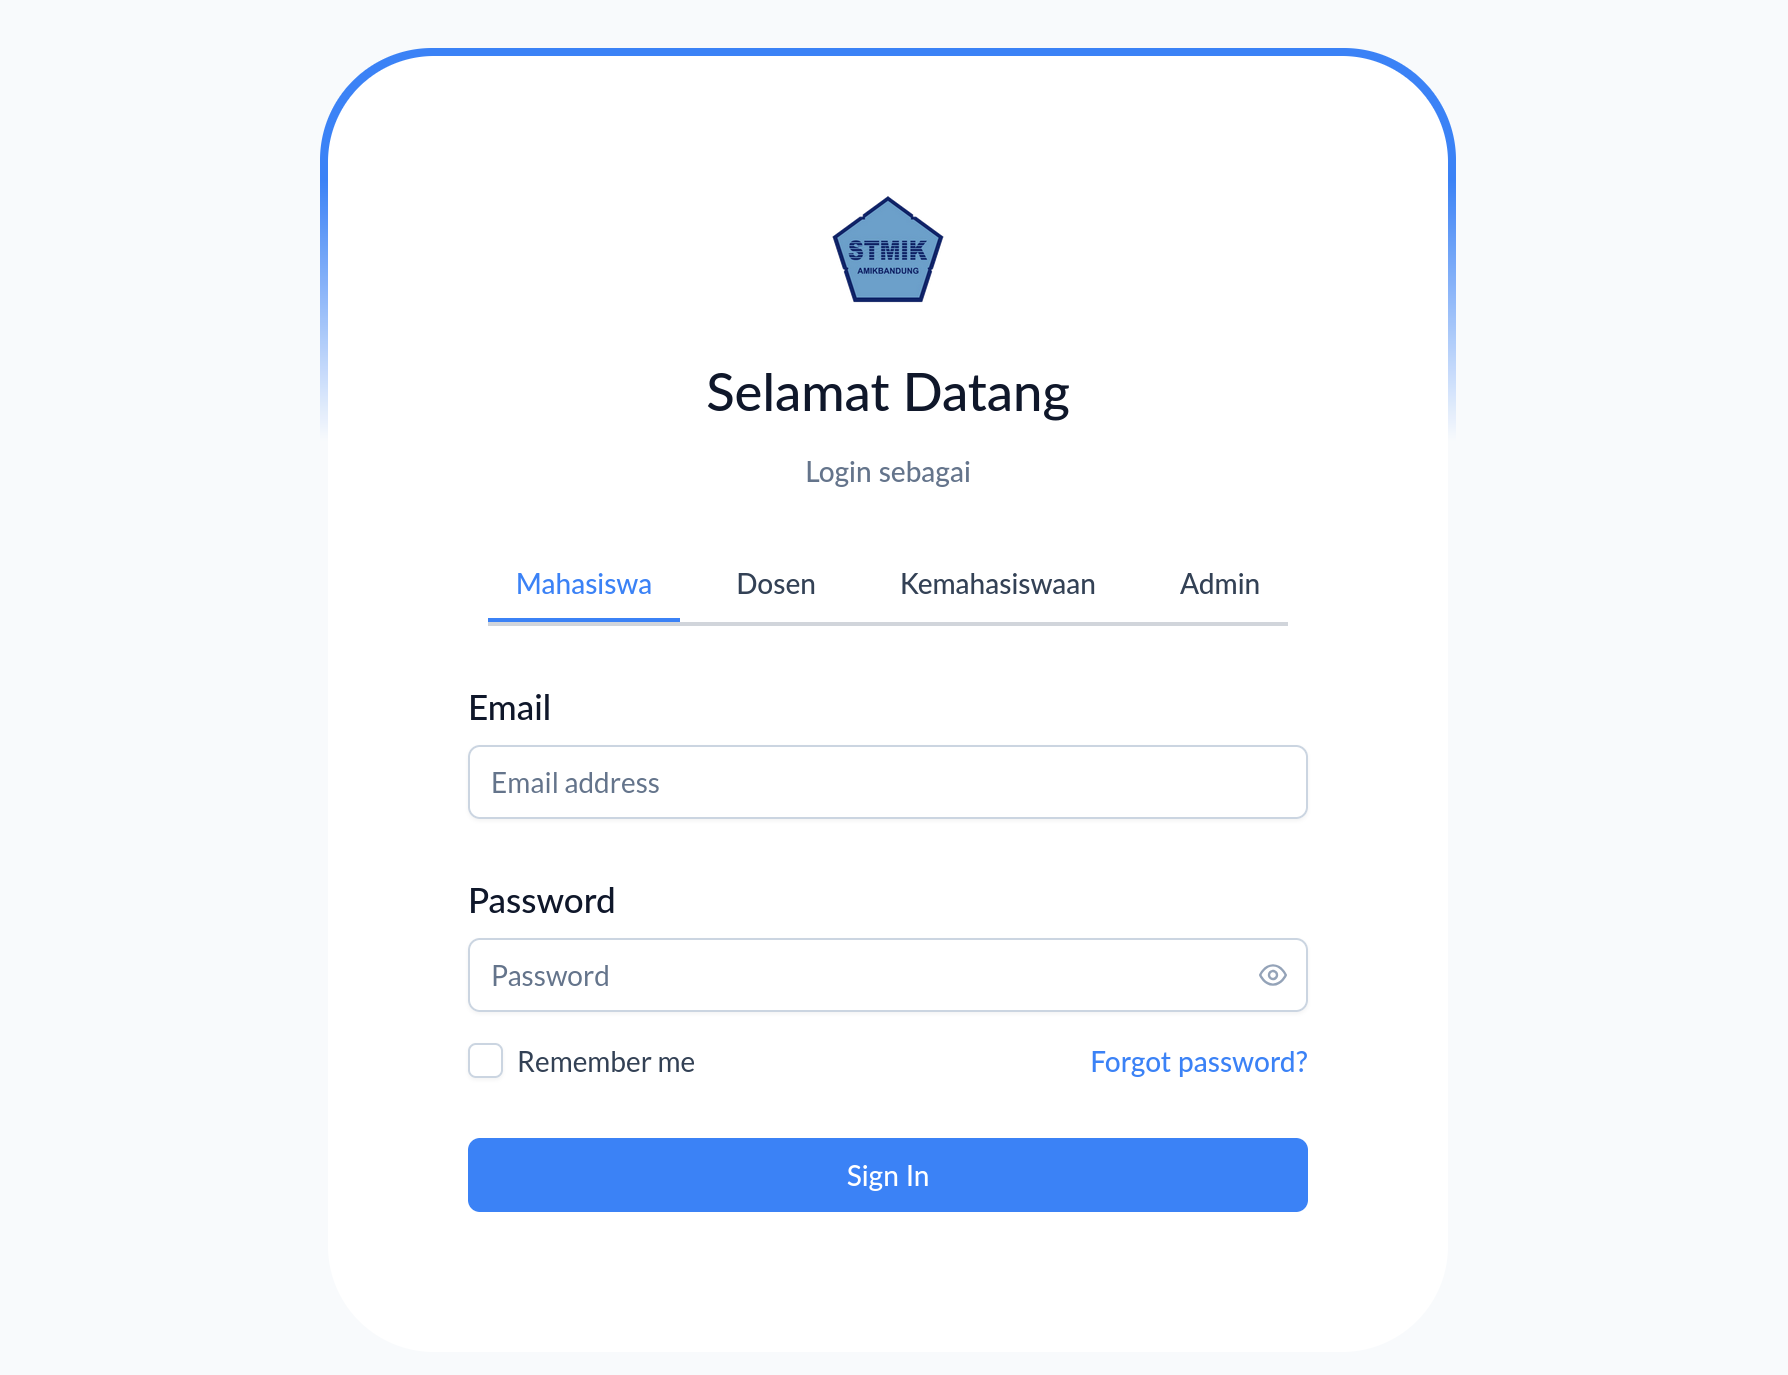 STMIK
AMIKBANDUNG
Selamat Datang
Login sebagai
Mahasiswa Dosen Kemahasiswaan Admin
Email
Email address
Password
Password
Remember me Forgot password?
Sign In